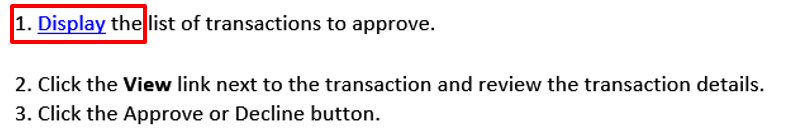 1. Display the list of transactions to approve.
2. Click the View link next to the transaction and review the transaction details.
3. Click the Approve or Decline button.